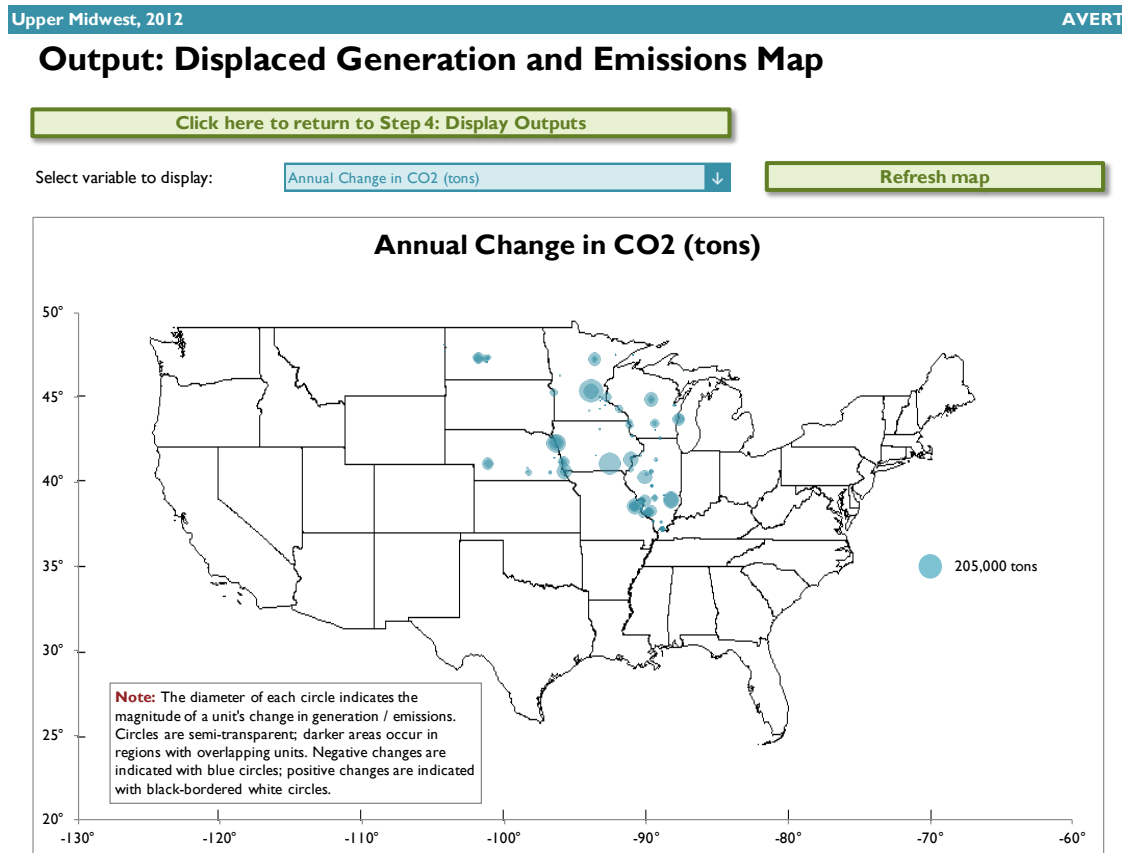 Upper Midwest, 2012
AVERT
Output: Displaced Generation and Emissions Map
Click here to return to Step 4: Display Outputs
Select variable to display:
Annual Change in CO2 (tons)
↓
Refresh map
Annual Change in CO2 (tons)
50°
45°
40°
35°
30°
25°
20°
205,000 tons
Note: The diameter of each circle indicates the
magnitude of a unit's change in generation / emissions.
Circles are semi-transparent; darker areas occur in
regions with overlapping units. Negative changes are
indicated with blue circles; positive changes are indicated
with black-bordered white circles.
-130°
-120°
-110°
-100°
-90°
-80°
-70°
-60°